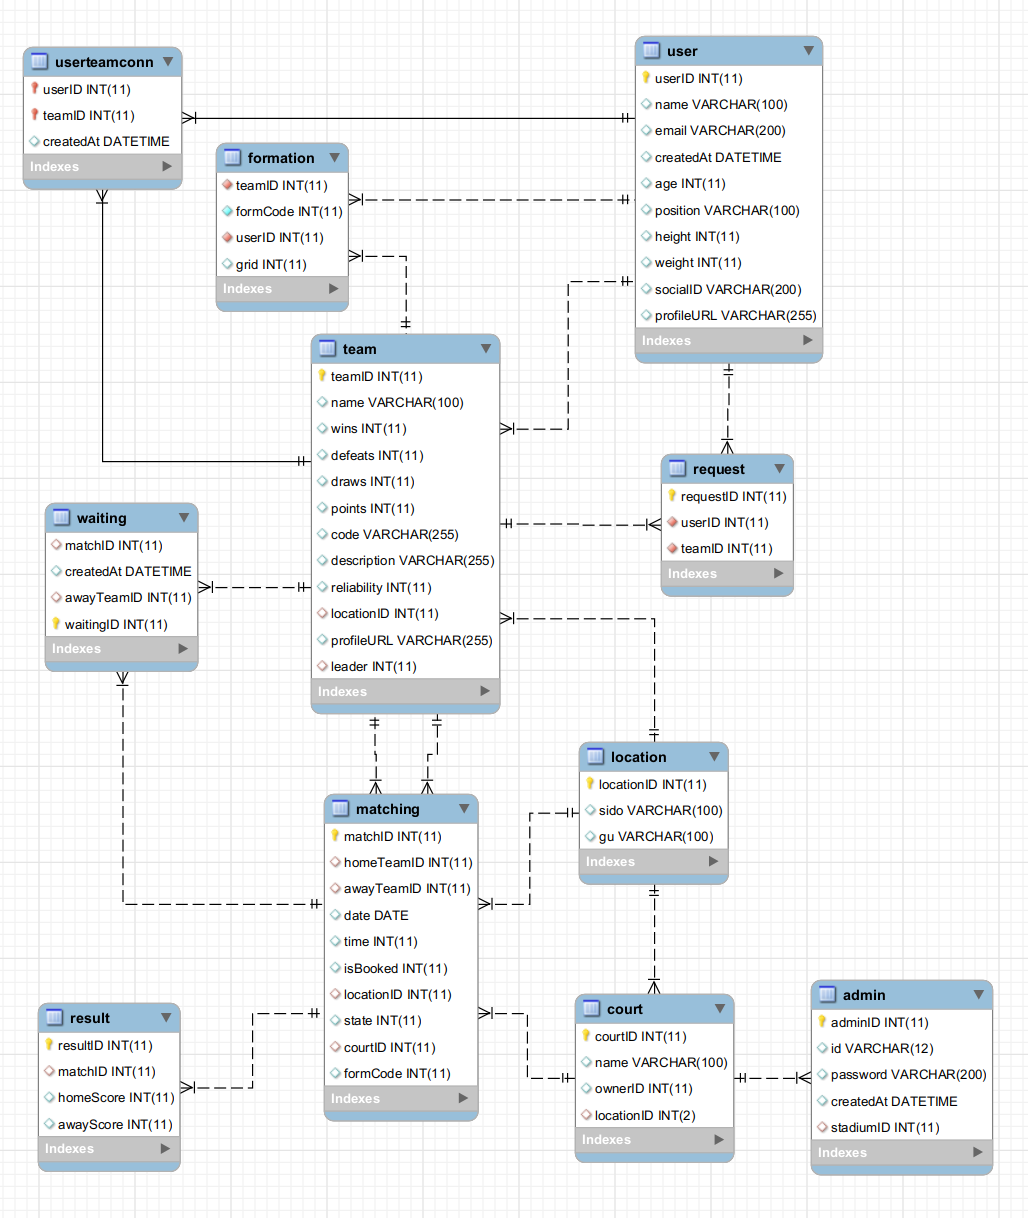 userteamconn
userID INT(11)
teamID INT(11)
createdAt DATETIME
Indexes
user
userID INT(11)
name VARCHAR(100)
email VARCHAR(200)
createdAt DATETIME
age INT(11)
position VARCHAR(100)
height INT(11)
weight INT(11)
socialID VARCHAR(200)
profileURL VARCHAR(255)
Indexes
formation
teamID INT(11)
formCode INT(11)
userID INT(11)
grid INT(11)
Indexes
team
teamID INT(11)
name VARCHAR(100)
wins INT(11)
defeats INT(11)
draws INT(11)
points INT(11)
code VARCHAR(255)
description VARCHAR(255)
reliability INT(11)
locationID INT(11)
profileURL VARCHAR(255)
leader INT(11)
Indexes
request
requestID INT(11)
userID INT(11)
teamID INT(11)
Indexes
waiting
matchID INT(11)
createdAt DATETIME
awayTeamID INT(11)
waitingID INT(11)
Indexes
location
locationID INT(11)
sido VARCHAR(100)
gu VARCHAR(100)
Indexes
matching
matchID INT(11)
homeTeamID INT(11)
awayTeamID INT(11)
date DATE
time INT(11)
isBooked INT(11)
locationID INT(11)
state INT(11)
courtID INT(11)
formCode INT(11)
Indexes
result
resultID INT(11)
matchID INT(11)
homeScore INT(11)
awayScore INT(11)
Indexes
court
courtID INT(11)
name VARCHAR(100)
ownerID INT(11)
locationID INT(2)
Indexes
admin
adminID INT(11)
id VARCHAR(12)
password VARCHAR(200)
createdAt DATETIME
stadiumID INT(11)
Indexes